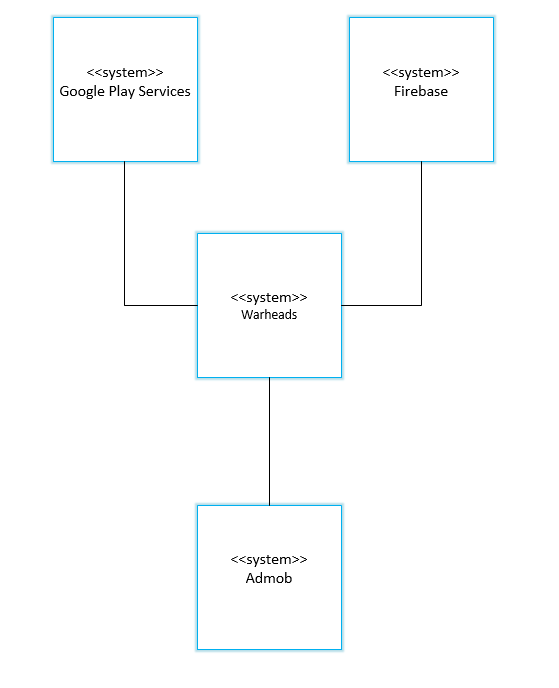 <<system>>
Google Play Services
<<system>>
Firebase
<<system>>
Warheads
<<system>>
Admob